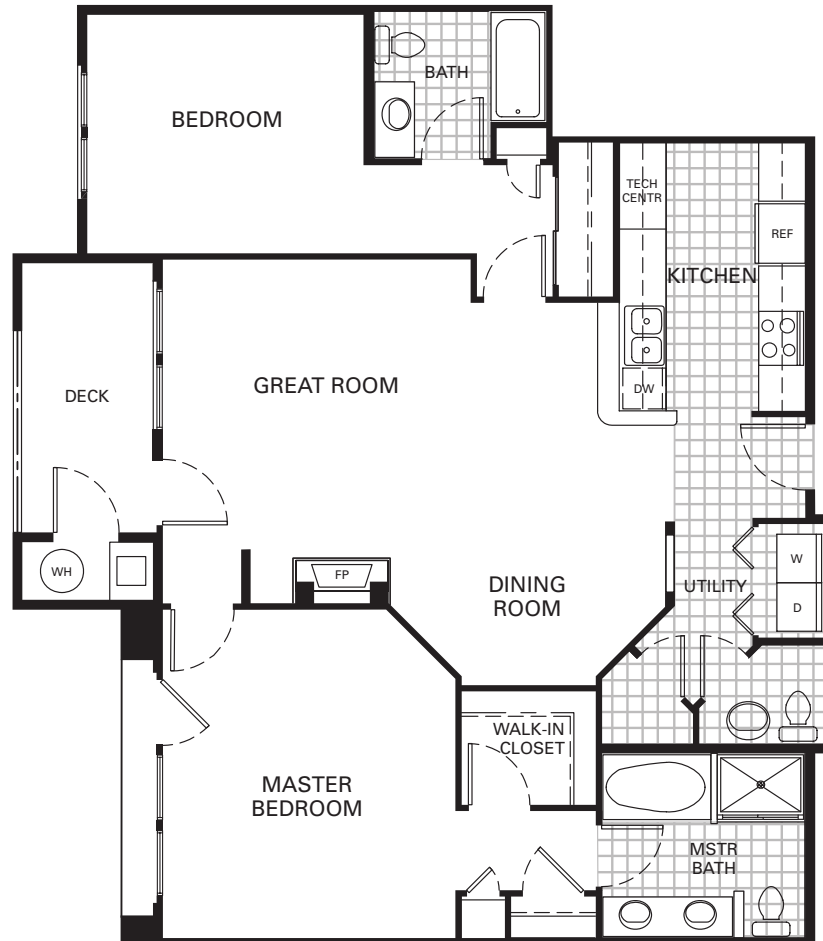 BATH
BEDROOM
TECH
CENTR
REF
KITCHEN
GREAT ROOM
DECK
DW
WH
FP
W
DINING
ROOM
UTILITY
D
WALK-IN
CLOSET
MASTER
BEDROOM
MSTR
BATH